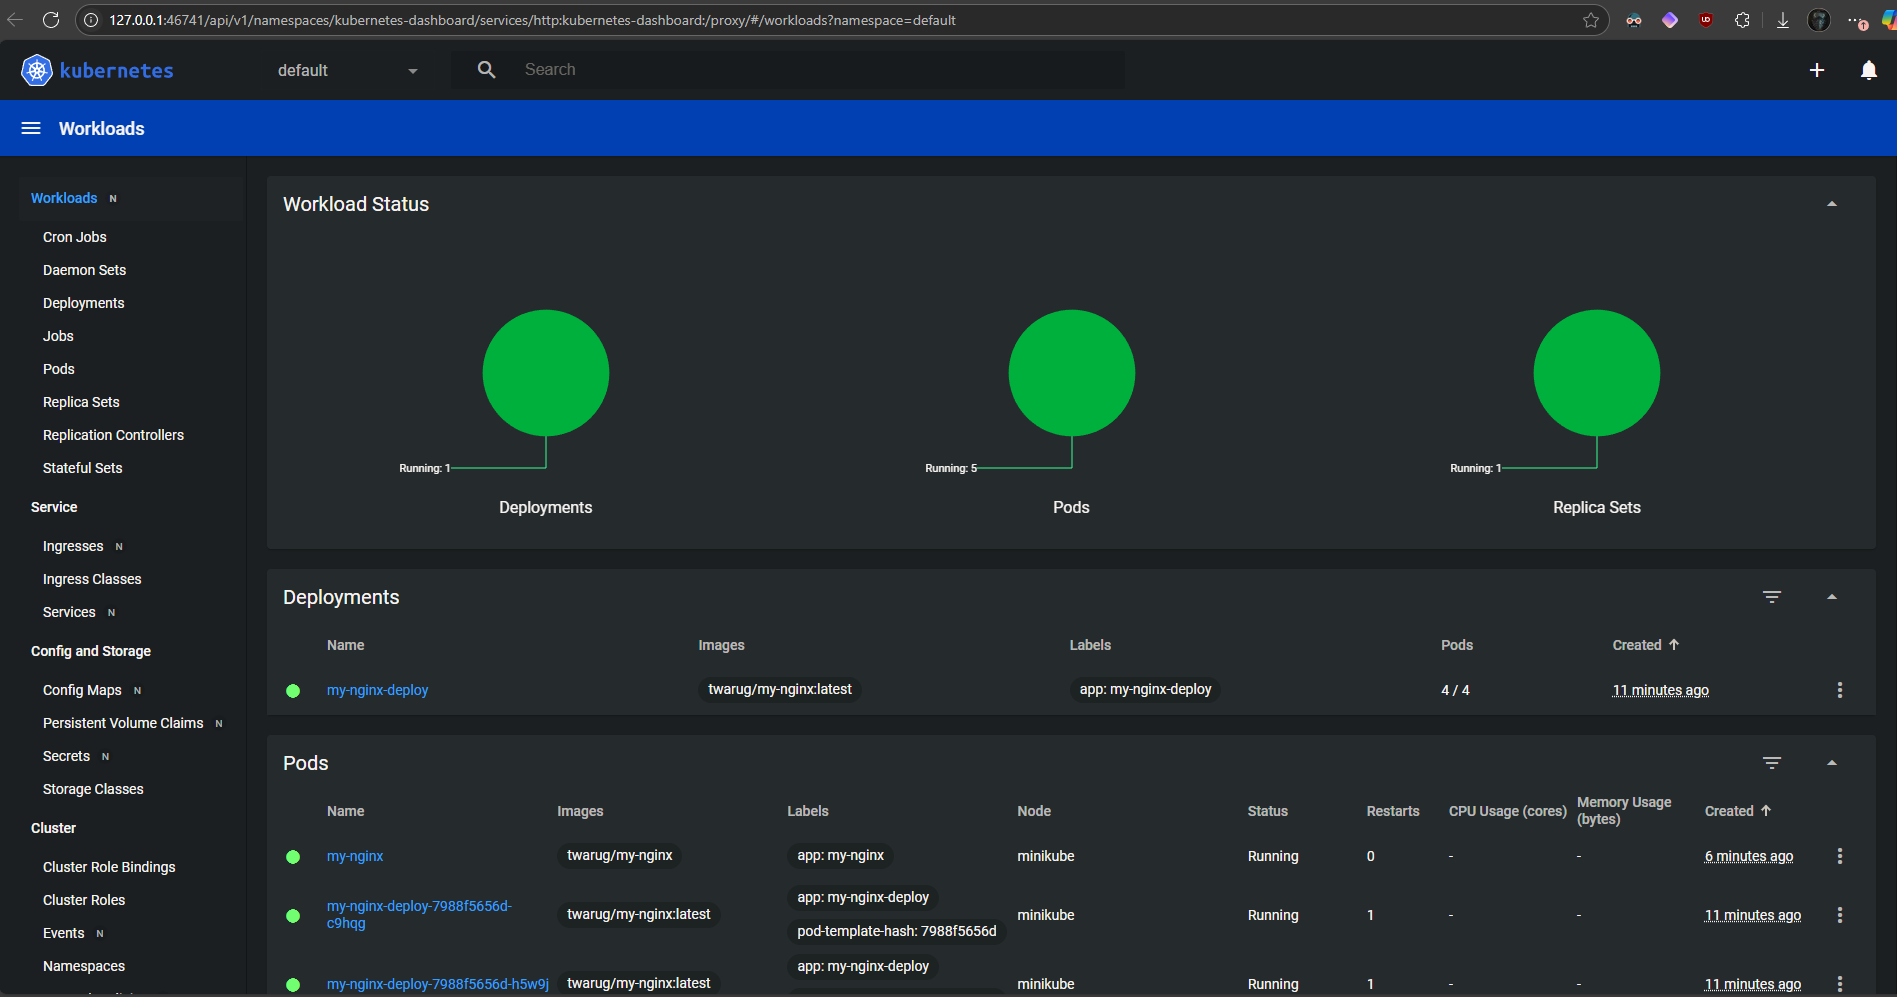 127.0.0.1:46741/api/v1/namespaces/kubernetes-dashboard/services/http:kubernetes-dashboard:/proxy/#/workloads?namespace=default
kubernetes
default
Search
Workloads
Workloads N
Cron Jobs
Daemon Sets
Deployments
Jobs
Pods
Replica Sets
Replication Controllers
Stateful Sets
Service
Ingresses N
Ingress Classes
Services N
Config and Storage
Config Maps N
Persistent Volume Claims N
Secrets N
Storage Classes
Cluster
Cluster Role Bindings
Cluster Roles
Events N
Namespaces
Workload Status
Running: 1
Deployments
Running: 5
Pods
Running: 1
Replica Sets
Deployments
Name Images Labels Pods Created
my-nginx-deploy twarug/my-nginx:latest app: my-nginx-deploy 4 / 4 11 minutes ago
Pods
Name Images Labels Node Status Restarts CPU Usage (cores) Memory Usage (bytes) Created
my-nginx twarug/my-nginx app: my-nginx minikube Running 0 - - 6 minutes ago
my-nginx-deploy-7988f5656d-
c9hqg twarug/my-nginx:latest app: my-nginx-deploy
pod-template-hash: 7988f5656d minikube Running 1 - - 11 minutes ago
my-nginx-deploy-7988f5656d-h5w9j twarug/my-nginx:latest app: my-nginx-deploy minikube Running 1 - - 11 minutes ago